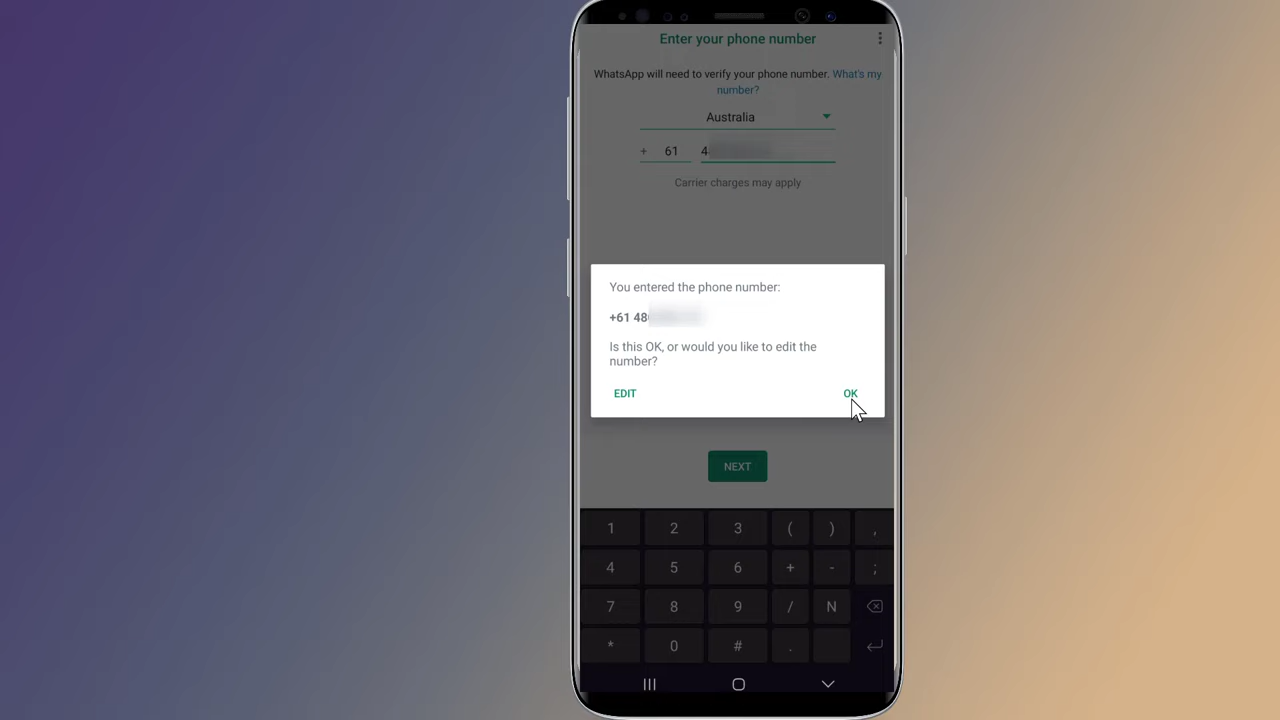 Enter your phone number
WhatsApp will need to verify your phone number. What's my
number?
Australia
+ 61 4
Carrier charges may apply
You entered the phone number:
+61 48
Is this OK, or would you like to edit the
number?
EDIT OK
NEXT
1 2 3 ( ) ,
4 5 6 + - ;
7 8 9 / N
* 0 # .